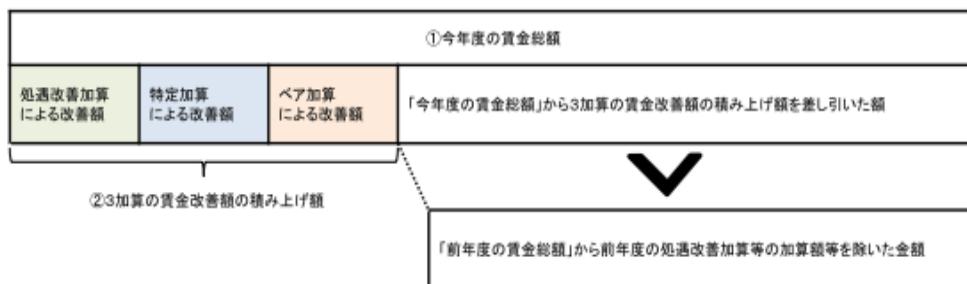 ①今年度の賃金総額
処遇改善加算
による改善額
特定加算
による改善額
ベア加算
による改善額
「今年度の賃金総額」から3加算の賃金改善額の積み上げ額を差し引いた額
②3加算の賃金改善額の積み上げ額
「前年度の賃金総額」から前年度の処遇改善加算等の加算額等を除いた金額